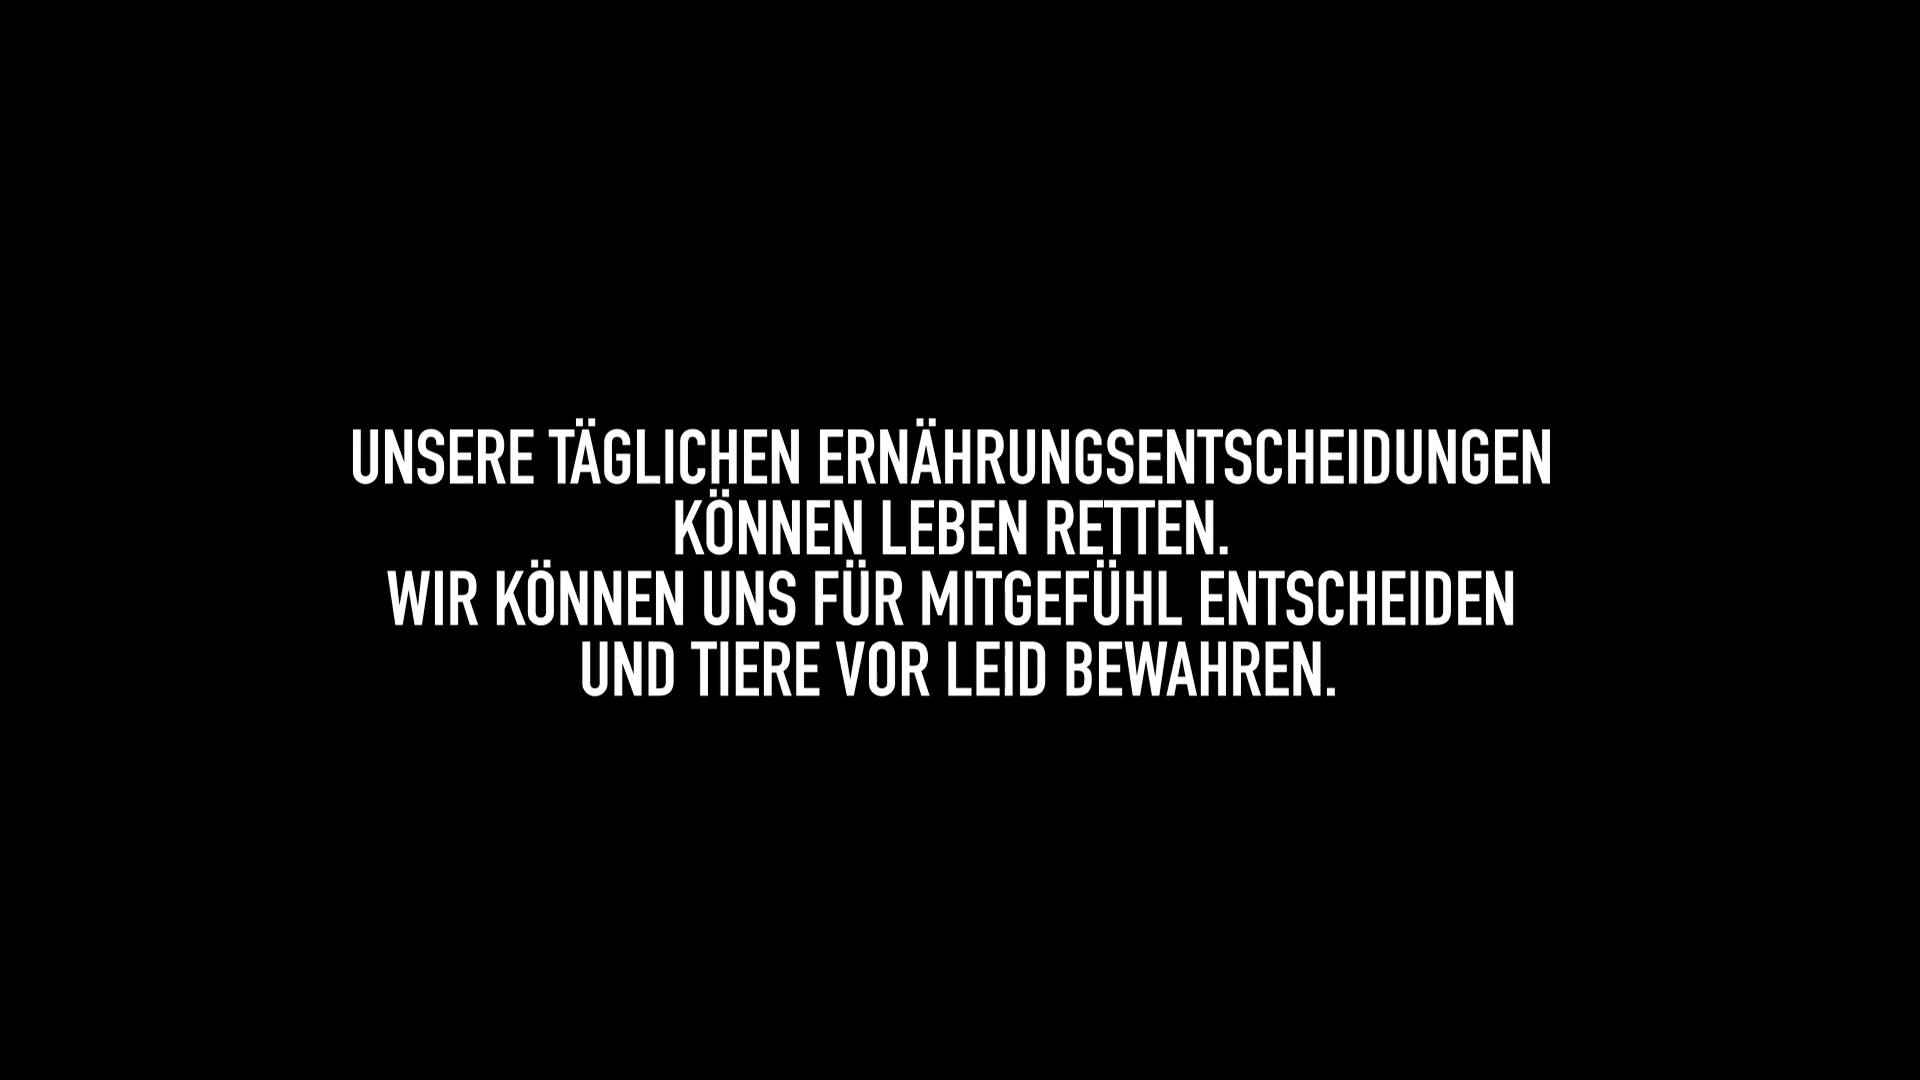 UNSERE TÄGLICHEN ERNÄHRUNGSENTSCHEIDUNGEN
KÖNNEN LEBEN RETTEN.
WIR KÖNNEN UNS FÜR MITGEFÜHL ENTSCHEIDEN
UND TIERE VOR LEID BEWAHREN.